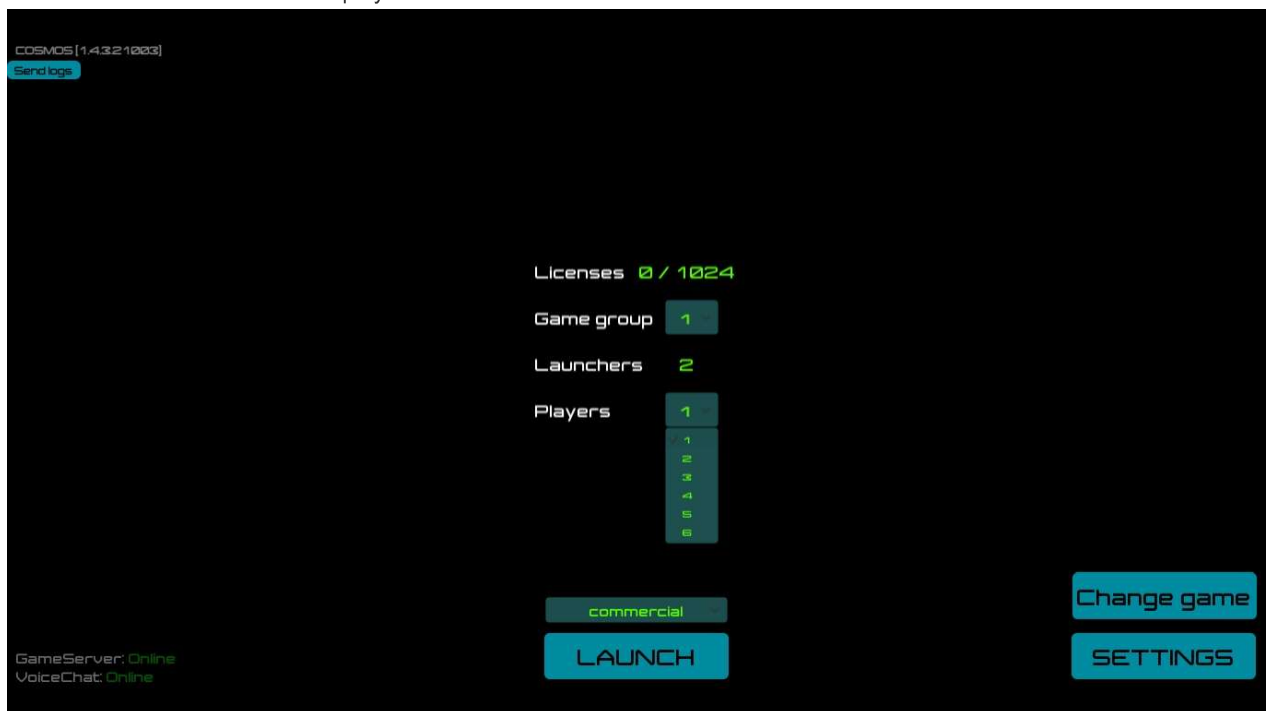 COSMOS [1.4.3.21003]
Send logs
Licenses 0 / 1024
Game group 1
Launchers 2
Players 1
1
2
3
4
5
6
Change game
commercial
LAUNCH
SETTINGS
GameServer: Online
VoiceChat: Online